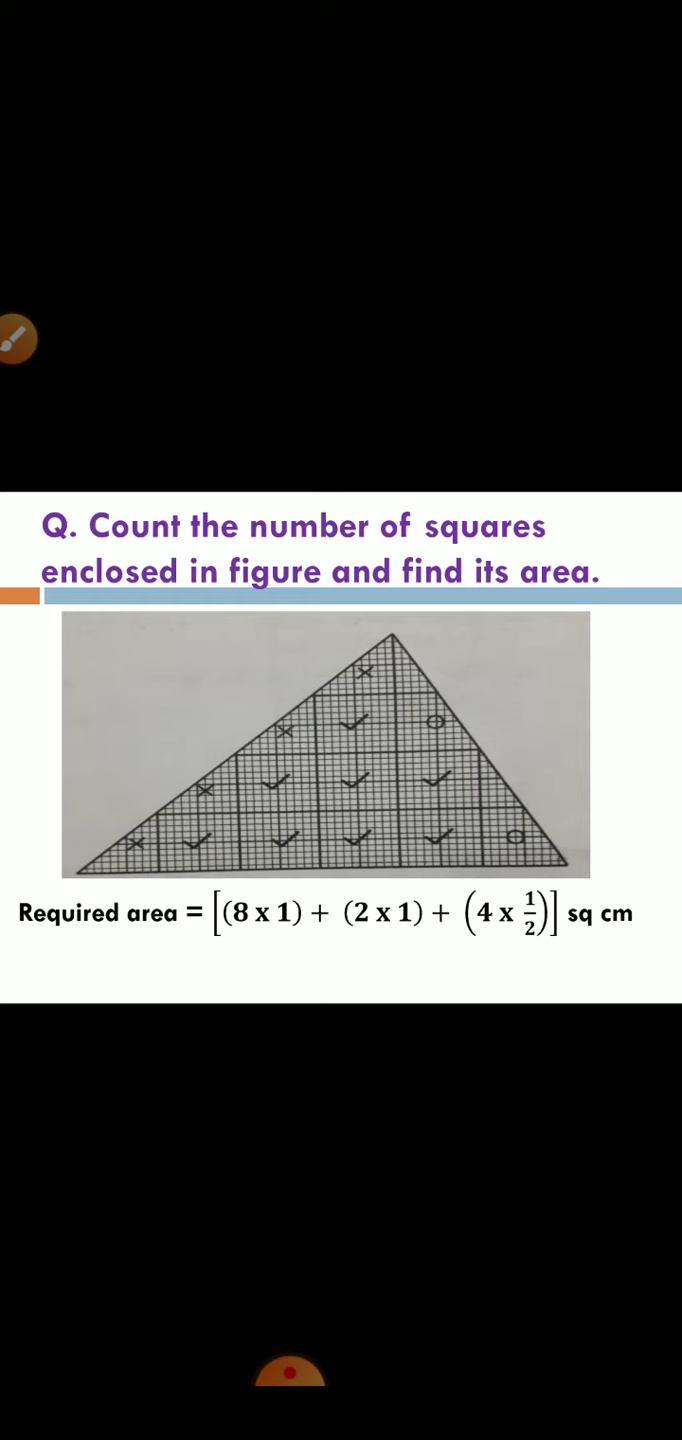 Q. Count the number of squares
enclosed in figure and find its area.
Required area = [(8 x 1) + (2 x 1) + (4 x 1/2)] sq cm